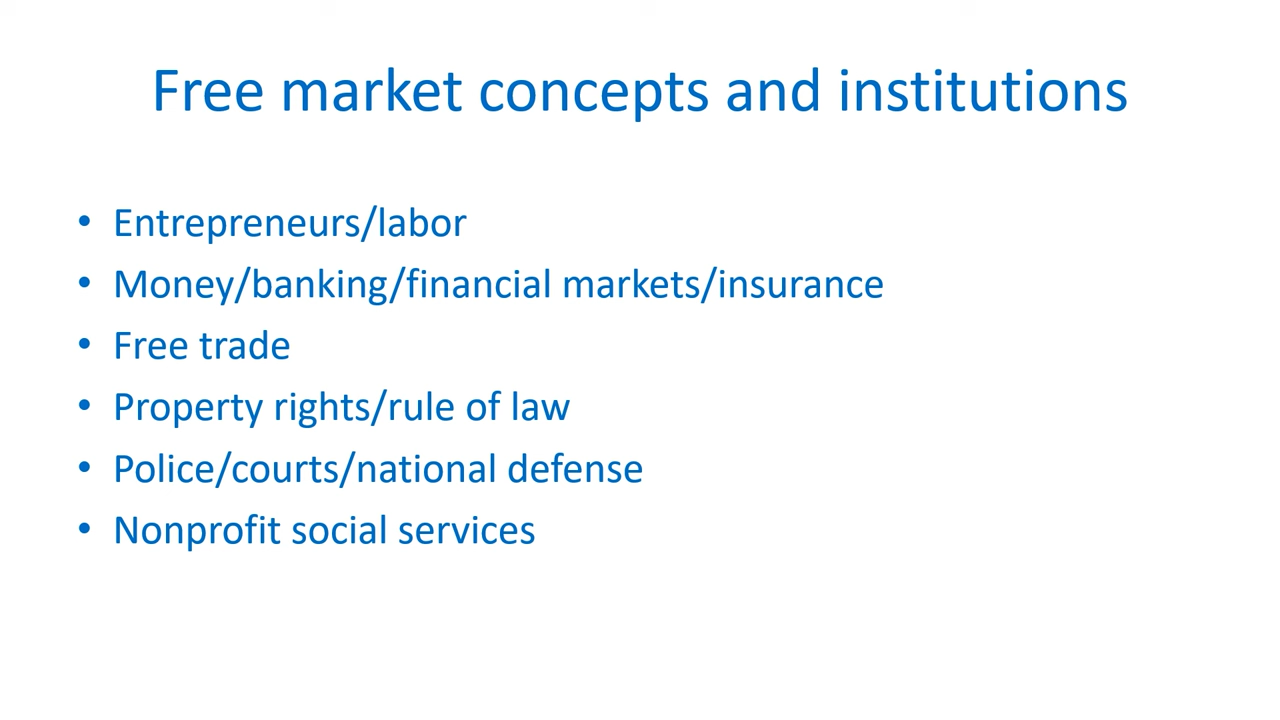 Free market concepts and institutions
• Entrepreneurs/labor
• Money/banking/financial markets/insurance
• Free trade
• Property rights/rule of law
• Police/courts/national defense
• Nonprofit social services